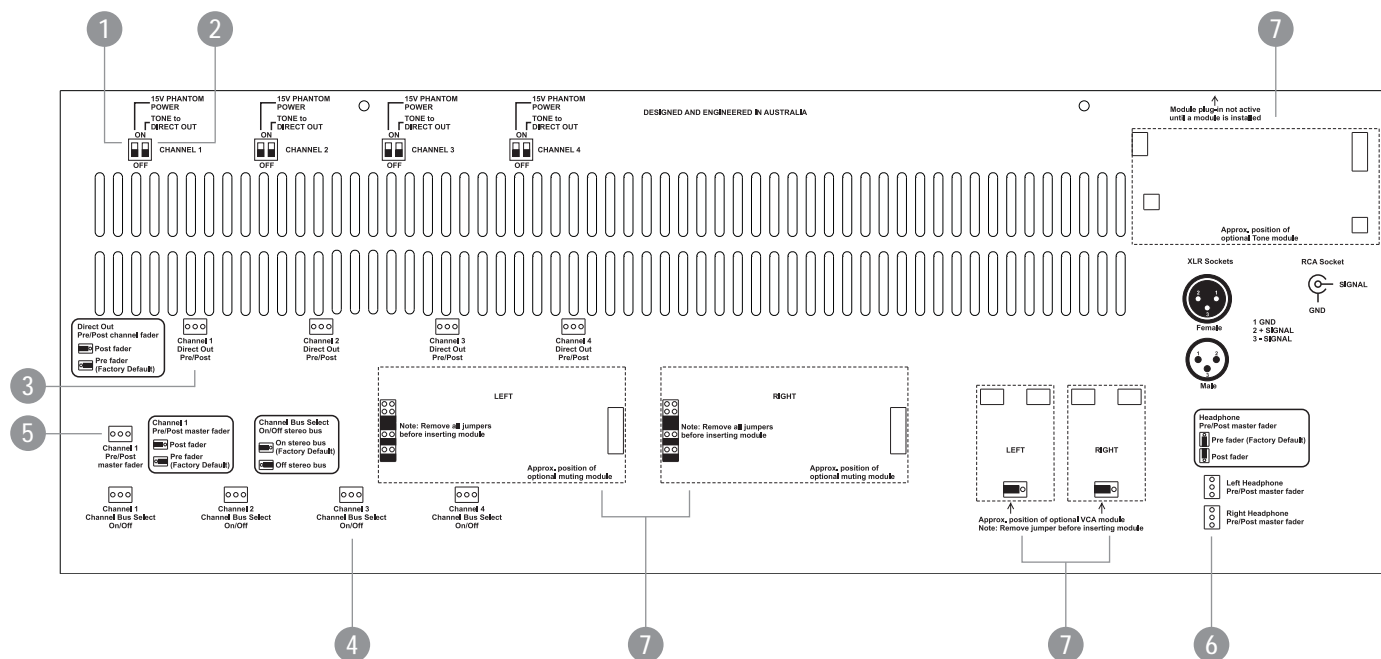 1
2
7
15V PHANTOM
POWER
TONE to
DIRECT OUT
ON
CHANNEL 1
OFF
15V PHANTOM
POWER
TONE to
DIRECT OUT
ON
CHANNEL 2
OFF
15V PHANTOM
POWER
TONE to
DIRECT OUT
ON
CHANNEL 3
OFF
15V PHANTOM
POWER
TONE to
DIRECT OUT
ON
CHANNEL 4
OFF
DESIGNED AND ENGINEERED IN AUSTRALIA
Module plug-in not active
until a module is installed
Approx. position of
optional Tone module
XLR Sockets
2 1
3
Female
1 2
3
Male
1 GND
2 + SIGNAL
3 - SIGNAL
RCA Socket
SIGNAL
GND
Direct Out
Pre/Post channel fader
Post fader
Pre fader
(Factory Default)
Channel 1
Direct Out
Pre/Post
Channel 2
Direct Out
Pre/Post
Channel 3
Direct Out
Pre/Post
Channel 4
Direct Out
Pre/Post
3
5
Channel 1
Pre/Post
master fader
Channel 1
Pre/Post master fader
Post fader
Pre fader
(Factory Default)
Channel Bus Select
On/Off stereo bus
On stereo bus
(Factory Default)
Off stereo bus
LEFT
Note: Remove all jumpers
before inserting module
Approx. position of
optional muting module
RIGHT
Note: Remove all jumpers
before inserting module
Approx. position of
optional muting module
LEFT
RIGHT
Approx. position of optional VCA module
Note: Remove jumper before inserting module
Headphone
Pre/Post master fader
Pre fader (Factory Default)
Post fader
Left Headphone
Pre/Post master fader
Right Headphone
Pre/Post master fader
Channel 1
Channel Bus Select
On/Off
Channel 2
Channel Bus Select
On/Off
Channel 3
Channel Bus Select
On/Off
Channel 4
Channel Bus Select
On/Off
4
7
7
6